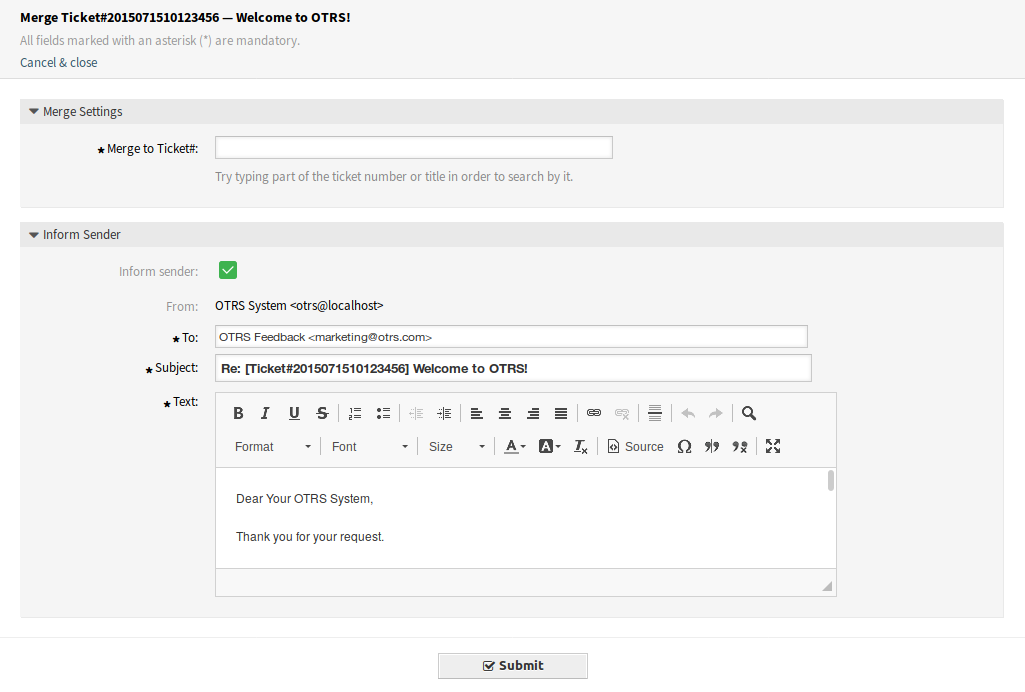 Merge Ticket#2015071510123456 — Welcome to OTRS!
All fields marked with an asterisk (*) are mandatory.
Cancel & close
Merge Settings
★ Merge to Ticket#:
Try typing part of the ticket number or title in order to search by it.
Inform Sender
Inform sender:
From: OTRS System <otrs@localhost>
★ To: OTRS Feedback <marketing@otrs.com>
★ Subject: Re: [Ticket#2015071510123456] Welcome to OTRS!
★ Text:
Format Font Size Source
Dear Your OTRS System,
Thank you for your request.
Submit